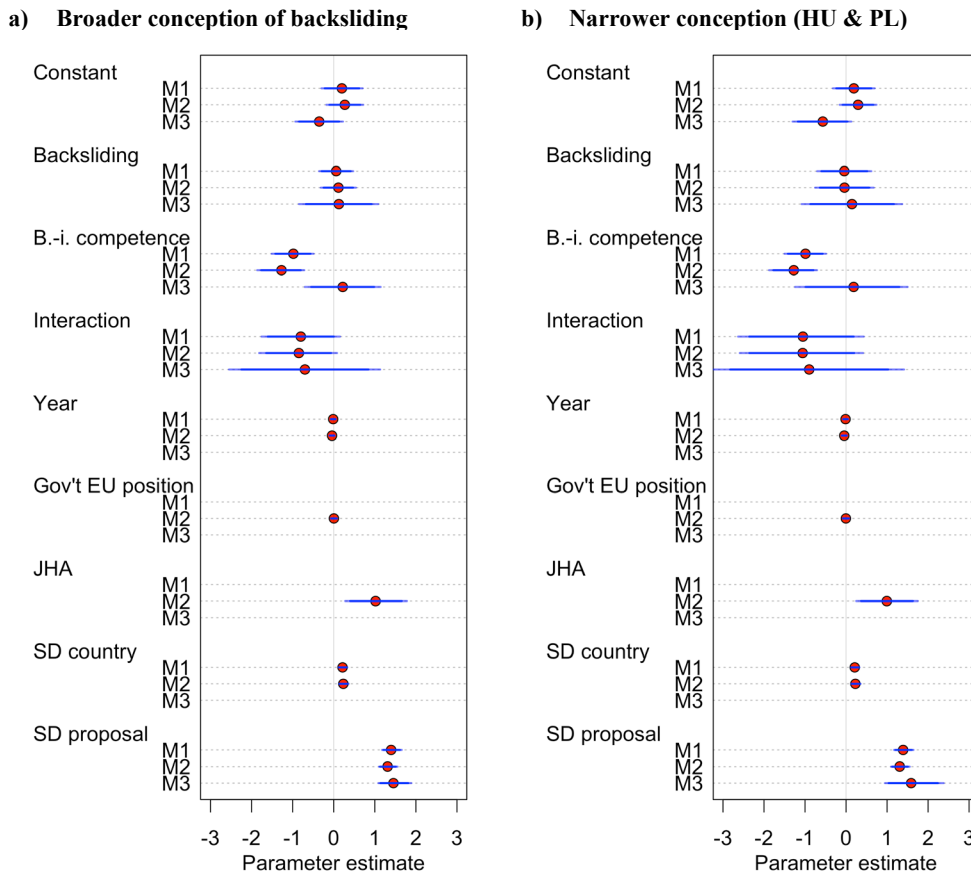 a) Broader conception of backsliding
Constant
M1
M2
M3
Backsliding
M1
M2
M3
B.-i. competence
M1
M2
M3
Interaction
M1
M2
M3
Year
M1
M2
M3
Gov't EU position
M1
M2
M3
JHA
M1
M2
M3
SD country
M1
M2
M3
SD proposal
M1
M2
M3
-3 -2 -1 0 1 2 3
Parameter estimate
b) Narrower conception (HU & PL)
Constant
M1
M2
M3
Backsliding
M1
M2
M3
B.-i. competence
M1
M2
M3
Interaction
M1
M2
M3
Year
M1
M2
M3
Gov't EU position
M1
M2
M3
JHA
M1
M2
M3
SD country
M1
M2
M3
SD proposal
M1
M2
M3
-3 -2 -1 0 1 2 3
Parameter estimate